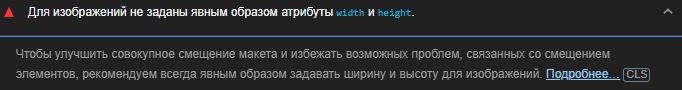 Для изображений не заданы явным образом атрибуты width и height.
Чтобы улучшить совокупное смещение макета и избежать возможных проблем, связанных со смещением
элементов, рекомендуем всегда явным образом задавать ширину и высоту для изображений. Подробнее... CLS